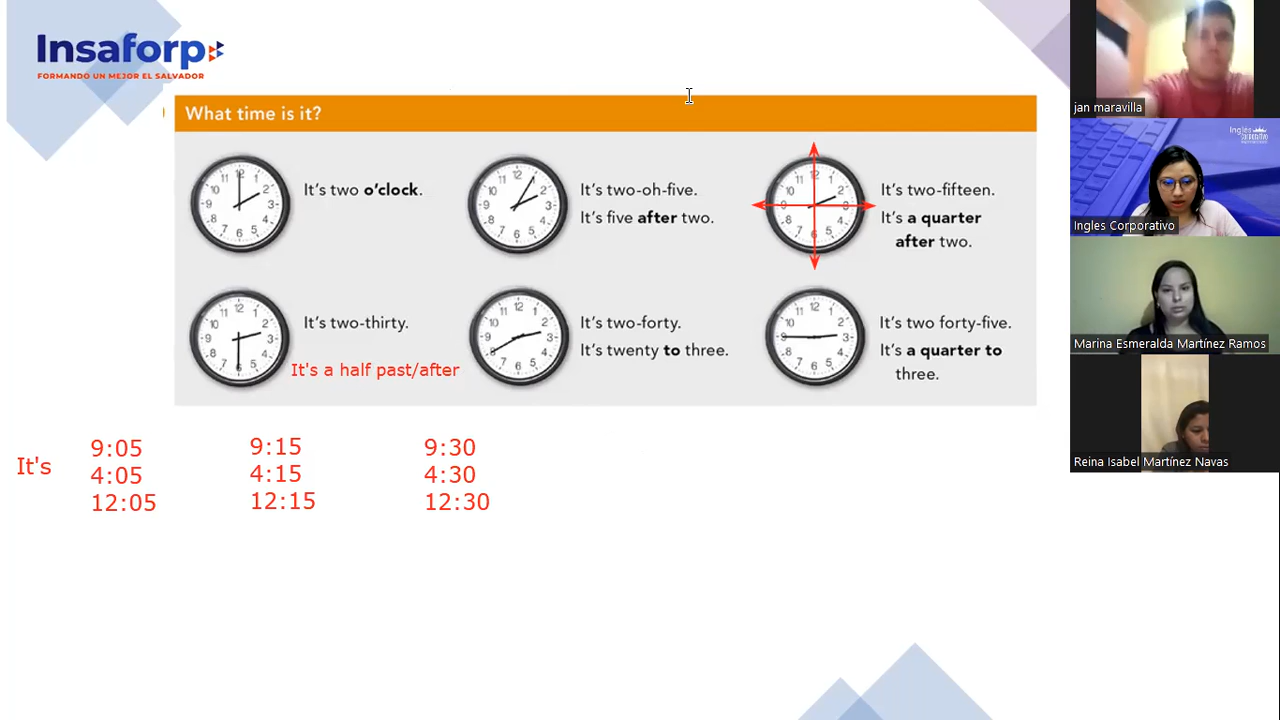 Insaforp
FORMANDO UN MEJOR EL SALVADOR
What time is it?
It's two o'clock.
It's two-oh-five.
It's five after two.
It's two-fifteen.
It's a quarter
after two.
It's two-thirty.
It's a half past/after
It's two-forty.
It's twenty to three.
It's two forty-five.
It's a quarter to
three.
It's
9:05
4:05
12:05
9:15
4:15
12:15
9:30
4:30
12:30
jan maravilla
Ingles Corporativo
Marina Esmeralda Martínez Ramos
Reina Isabel Martínez Navas